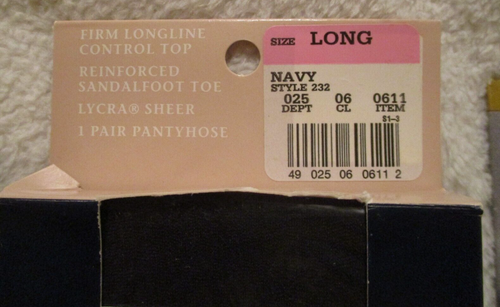 FIRM LONGLINE
CONTROL TOP
REINFORCED
SANDALFOOT TOE
LYCRA® SHEER
1 PAIR PANTYHOSE
SIZE LONG
NAVY
STYLE 232
025 06 0611
DEPT CL ITEM
S1-3
49 025 06 0611 2